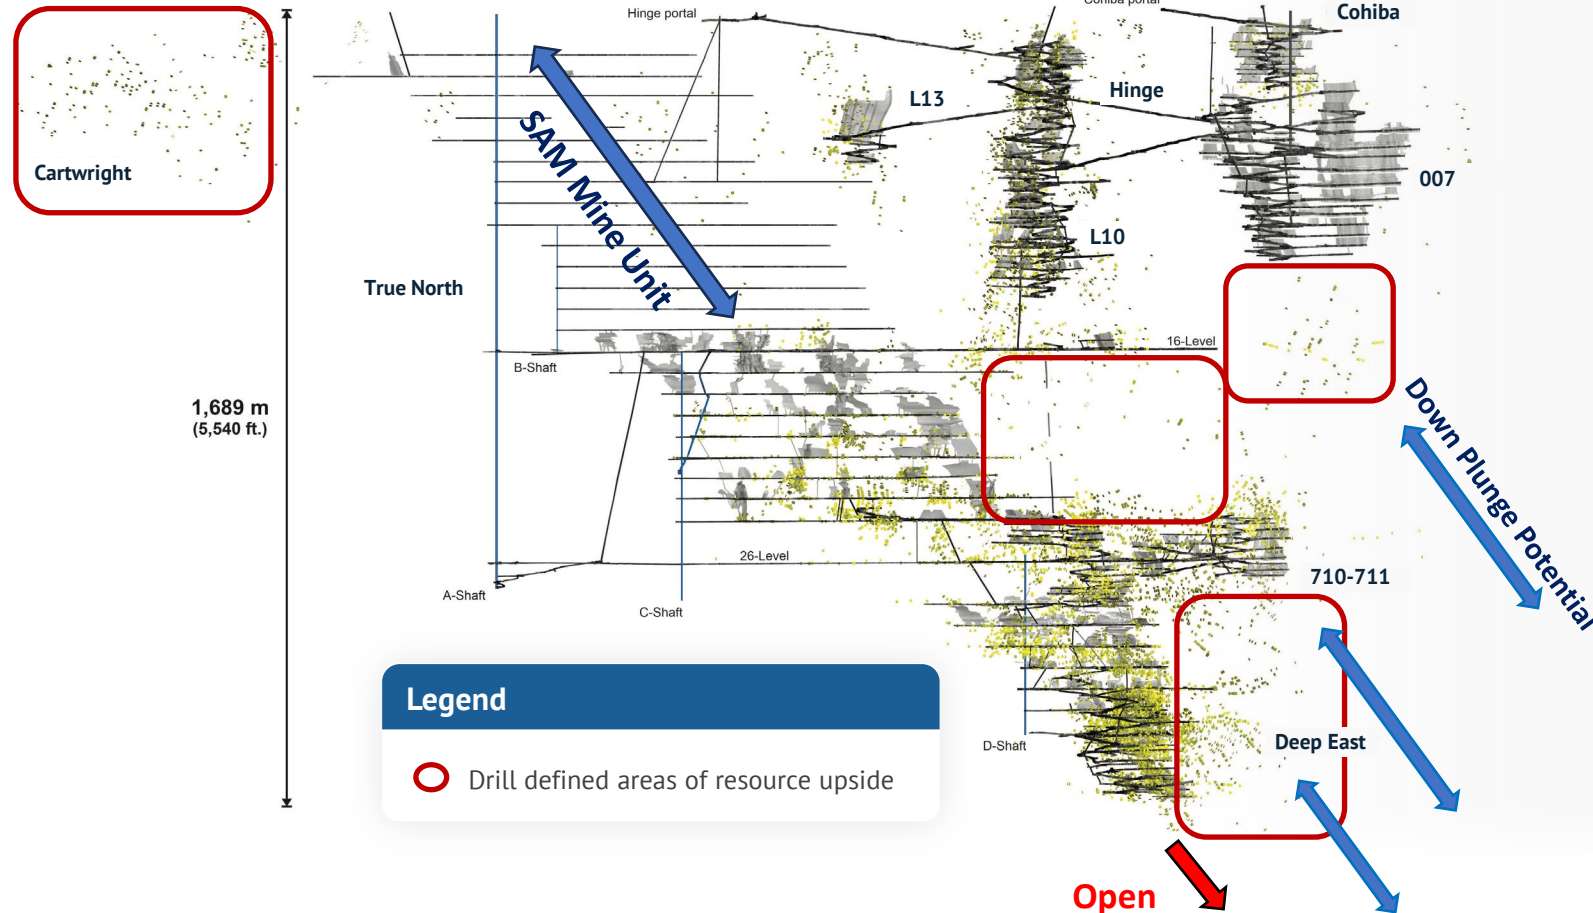 Hinge portal
Cohiba portal
Cohiba
L13
Hinge
Cartwright
SAM Mine Unit
007
L10
True North
16-Level
B-Shaft
1,689 m
(5,540 ft.)
Down Plunge Potential
26-Level
710-711
A-Shaft
C-Shaft
Legend
Drill defined areas of resource upside
D-Shaft
Deep East
Open